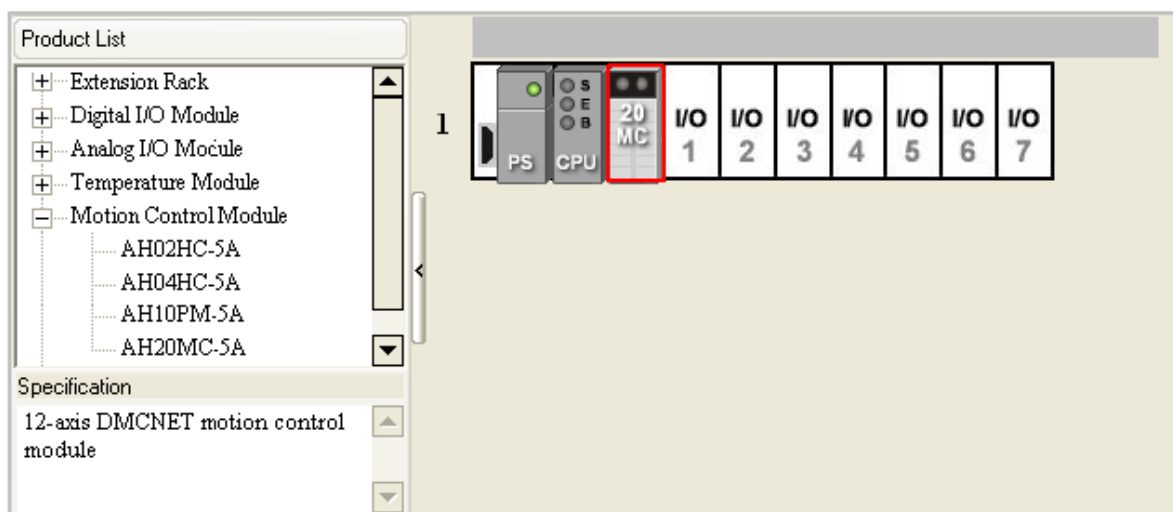 Product List
Extension Rack
Digital I/O Module
Analog I/O Module
Temperature Module
Motion Control Module
AH02HC-5A
AH04HC-5A
AH10PM-5A
AH20MC-5A
Specification
12-axis DMCNET motion control
module
1
PS
S
E
B
CPU
20
MC
I/O
1
I/O
2
I/O
3
I/O
4
I/O
5
I/O
6
I/O
7